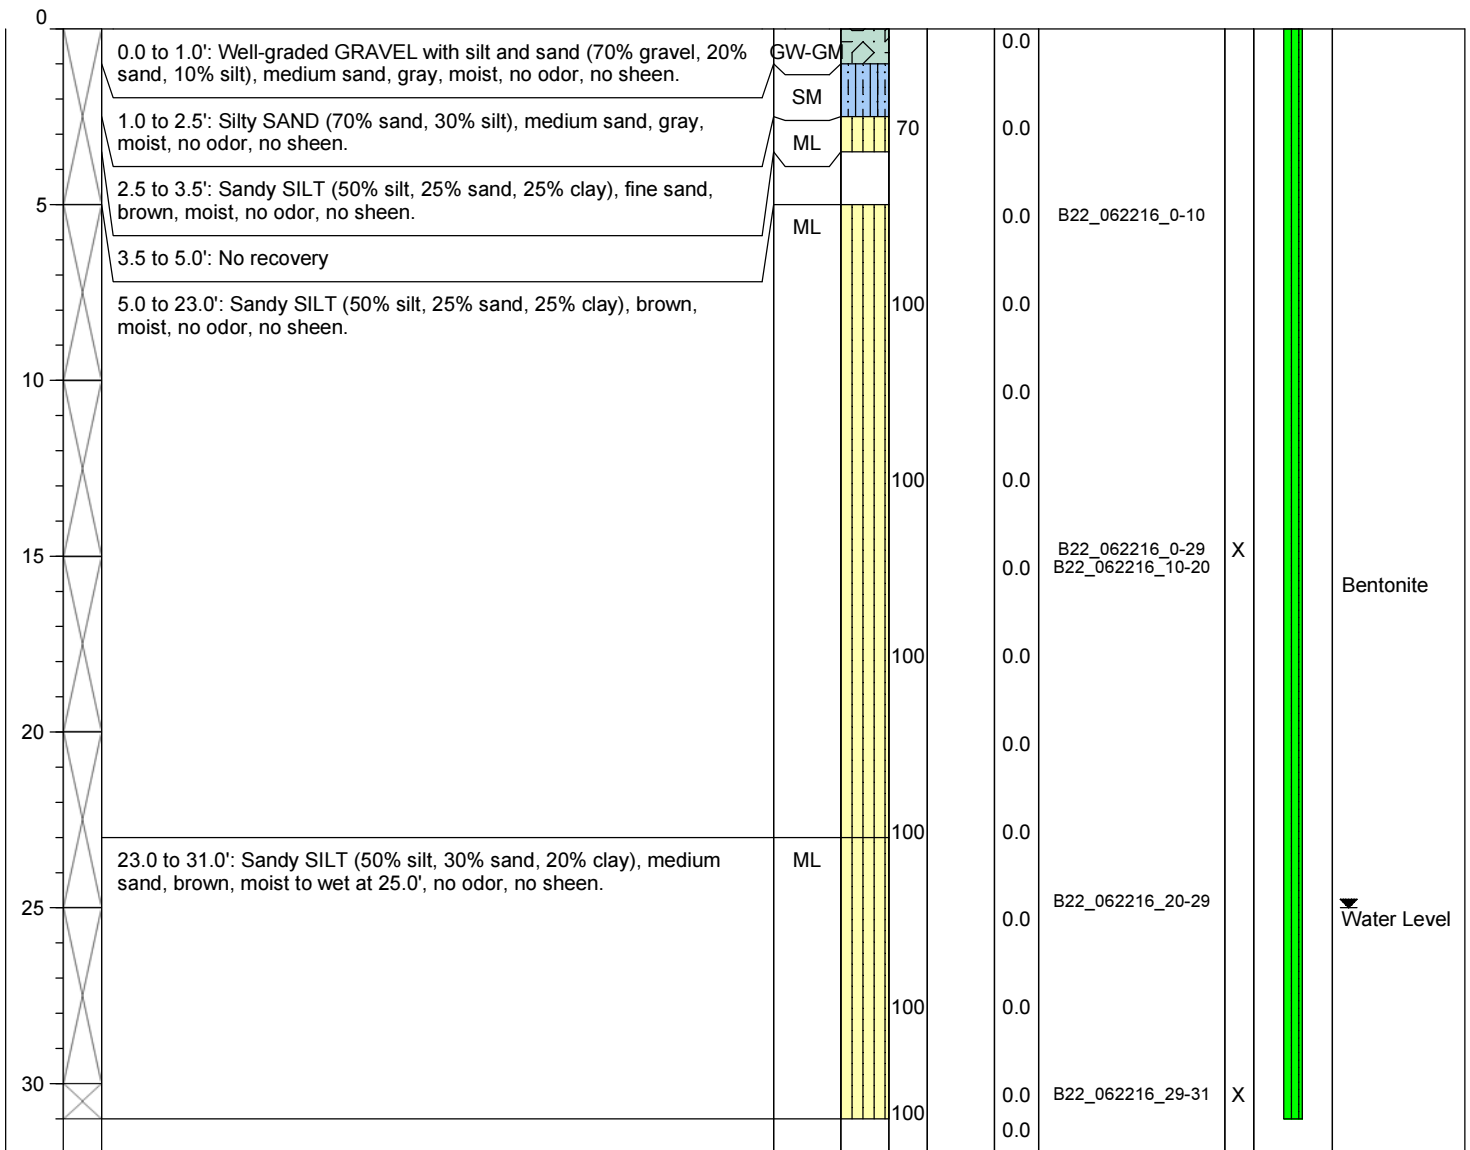 0
0.0 to 1.0': Well-graded GRAVEL with silt and sand (70% gravel, 20%
sand, 10% silt), medium sand, gray, moist, no odor, no sheen.
GW-GM
0.0
SM
1.0 to 2.5': Silty SAND (70% sand, 30% silt), medium sand, gray,
moist, no odor, no sheen.
70
0.0
ML
2.5 to 3.5': Sandy SILT (50% silt, 25% sand, 25% clay), fine sand,
brown, moist, no odor, no sheen.
5
0.0
B22_062216_0-10
ML
3.5 to 5.0': No recovery
5.0 to 23.0': Sandy SILT (50% silt, 25% sand, 25% clay), brown,
moist, no odor, no sheen.
100
0.0
10
0.0
100
0.0
15
B22_062216_0-29
X
0.0
B22_062216_10-20
Bentonite
100
0.0
20
0.0
100
0.0
23.0 to 31.0': Sandy SILT (50% silt, 30% sand, 20% clay), medium
sand, brown, moist to wet at 25.0', no odor, no sheen.
ML
25
B22_062216_20-29
0.0
Water Level
100
0.0
30
0.0
B22_062216_29-31
X
100
0.0